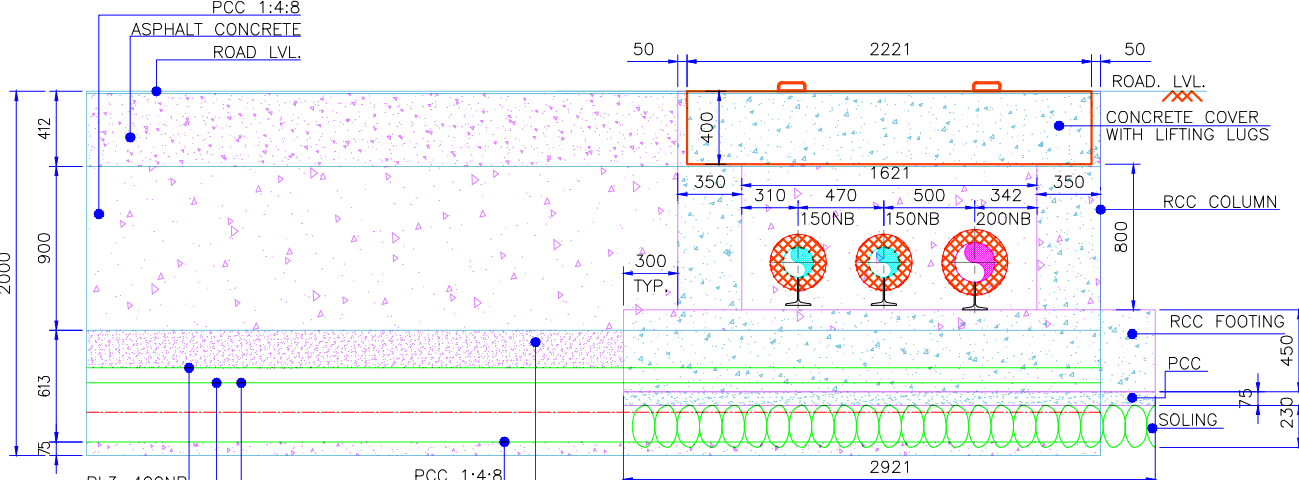 PCC 1:4:8
ASPHALT CONCRETE
ROAD LVL.
50
2221
50
ROAD. LVL.
412
400
CONCRETE COVER
WITH LIFTING LUGS
1621
350
350
310
470
500
342
RCC COLUMN
150NB
150NB
200NB
900
800
2000
300
TYP.
RCC FOOTING
450
PCC
613
75
230
SOLING
75
PCC 1:4:8
2921